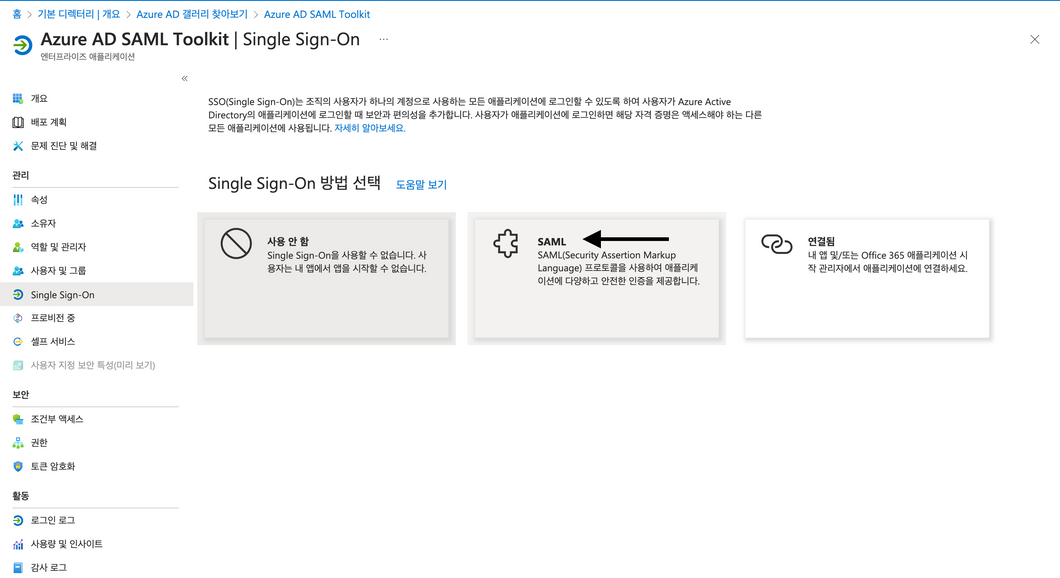 홈 > 기본 디렉터리 | 개요 > Azure AD 갤러리 찾아보기 > Azure AD SAML Toolkit
Azure AD SAML Toolkit | Single Sign-On ...
엔터프라이즈 애플리케이션
«
개요
배포 계획
문제 진단 및 해결
관리
속성
소유자
역할 및 관리자
사용자 및 그룹
Single Sign-On
프로비전 중
셀프 서비스
사용자 지정 보안 특성(미리 보기)
보안
조건부 액세스
권한
토큰 암호화
활동
로그인 로그
사용량 및 인사이트
감사 로그
SSO(Single Sign-On)는 조직의 사용자가 하나의 계정으로 사용하는 모든 애플리케이션에 로그인할 수 있도록 하여 사용자가 Azure Active
Directory의 애플리케이션에 로그인할 때 보안과 편의성을 추가합니다. 사용자가 애플리케이션에 로그인하면 해당 자격 증명은 액세스해야 하는 다른
모든 애플리케이션에 사용됩니다. 자세히 알아보세요.
Single Sign-On 방법 선택 도움말 보기
사용 안 함
Single Sign-On을 사용할 수 없습니다. 사
용자는 내 앱에서 앱을 시작할 수 없습니다.
SAML
SAML(Security Assertion Markup
Language) 프로토콜을 사용하여 애플리케
이션에 다양하고 안전한 인증을 제공합니다.
연결됨
내 앱 및/또는 Office 365 애플리케이션 시
작 관리자에서 애플리케이션에 연결하세요.